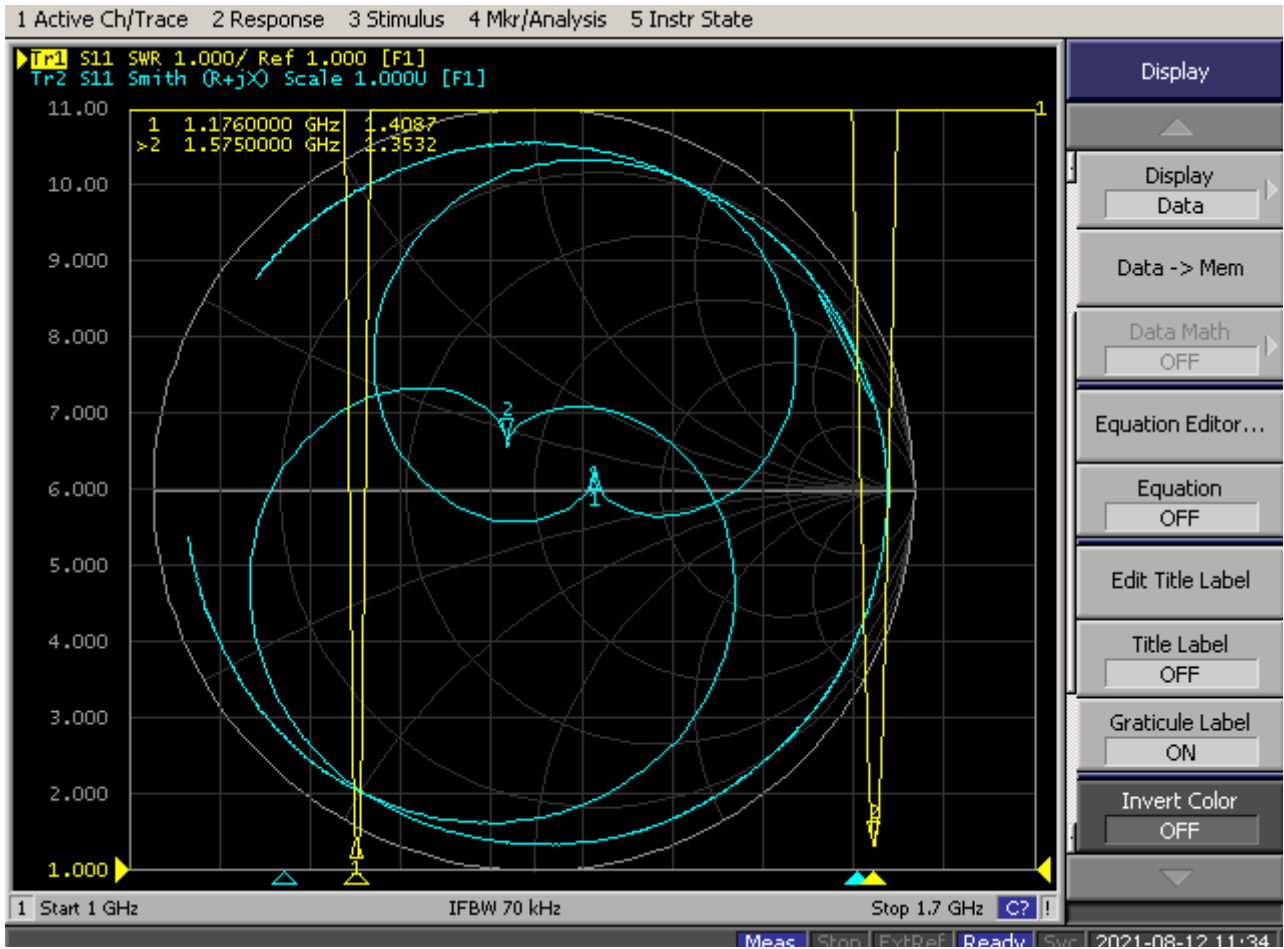 1 Active Ch/Trace 2 Response 3 Stimulus 4 Mkr/Analysis 5 Instr State
Tr1 S11 SWR 1.000/ Ref 1.000 [F1]
Tr2 S11 Smith (R+jX) Scale 1.000U [F1]
11.00
1 1.1760000 GHz 1.4087
>2 1.5750000 GHz 1.3532
10.00
9.000
8.000
7.000
6.000
5.000
4.000
3.000
2.000
1.000
1
2
1
1
2
Display
Display
Data
Data -> Mem
Data Math
OFF
Equation Editor...
Equation
OFF
Edit Title Label
Title Label
OFF
Graticule Label
ON
Invert Color
OFF
1 Start 1 GHz IFBW 70 kHz Stop 1.7 GHz C? !
Meas Stop ExtRef Ready Svc 2021-08-12 11:34